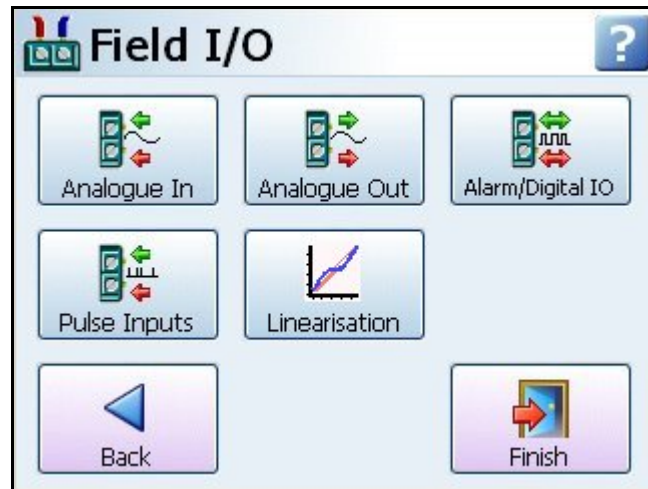 Field I/O
?
Analogue In
Analogue Out
Alarm/Digital IO
Pulse Inputs
Linearisation
Back
Finish